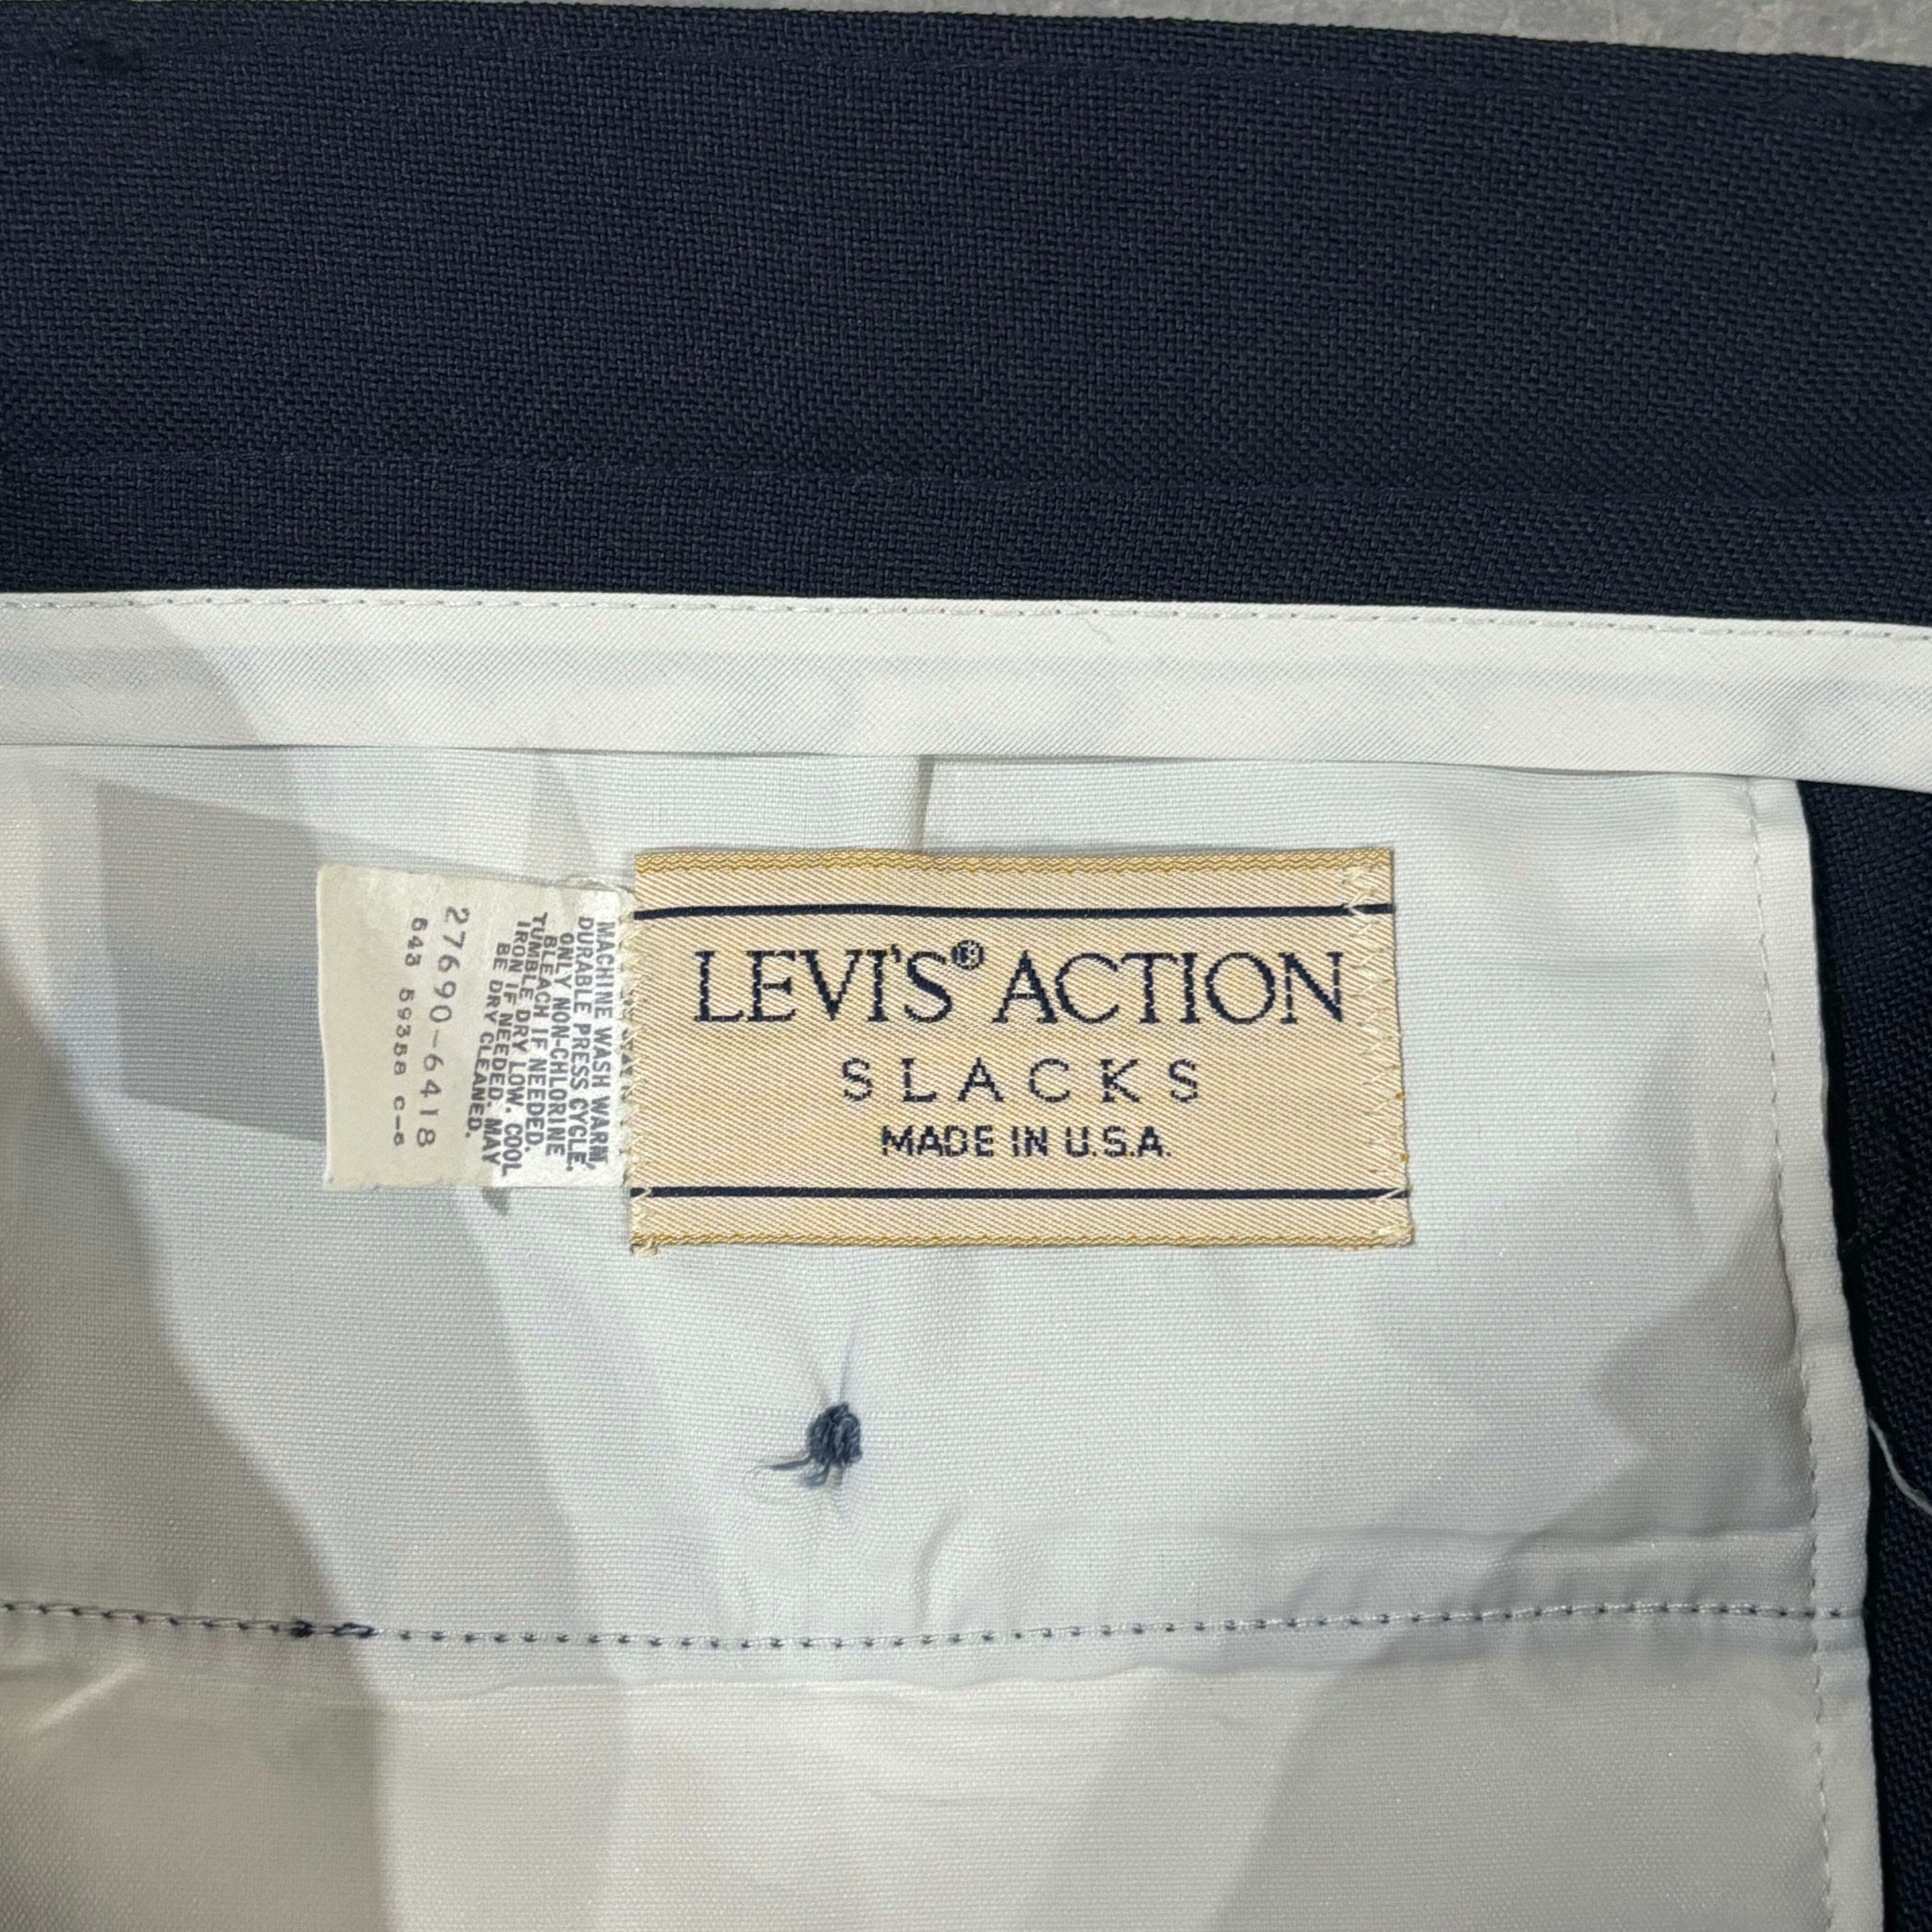 LEVI'S® ACTION
SLACKS
MADE IN U.S.A.
MACHINE WASH WARM,
DURABLE PRESS CYCLE.
ONLY NON-CHLORINE
BLEACH IF NEEDED.
TUMBLE DRY LOW. COOL
IRON IF NEEDED. MAY
BE DRY CLEANED.
27690-6418
643 59358 C-6